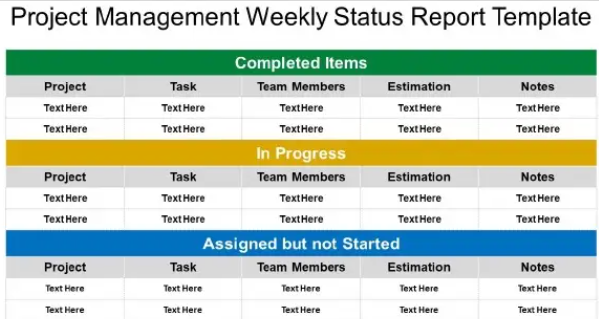 Project Management Weekly Status Report Template
Completed Items
Project Task Team Members Estimation Notes
Text Here Text Here Text Here Text Here Text Here
Text Here Text Here Text Here Text Here Text Here
In Progress
Project Task Team Members Estimation Notes
Text Here Text Here Text Here Text Here Text Here
Text Here Text Here Text Here Text Here Text Here
Assigned but not Started
Project Task Team Members Estimation Notes
Text Here Text Here Text Here Text Here Text Here
Text Here Text Here Text Here Text Here Text Here